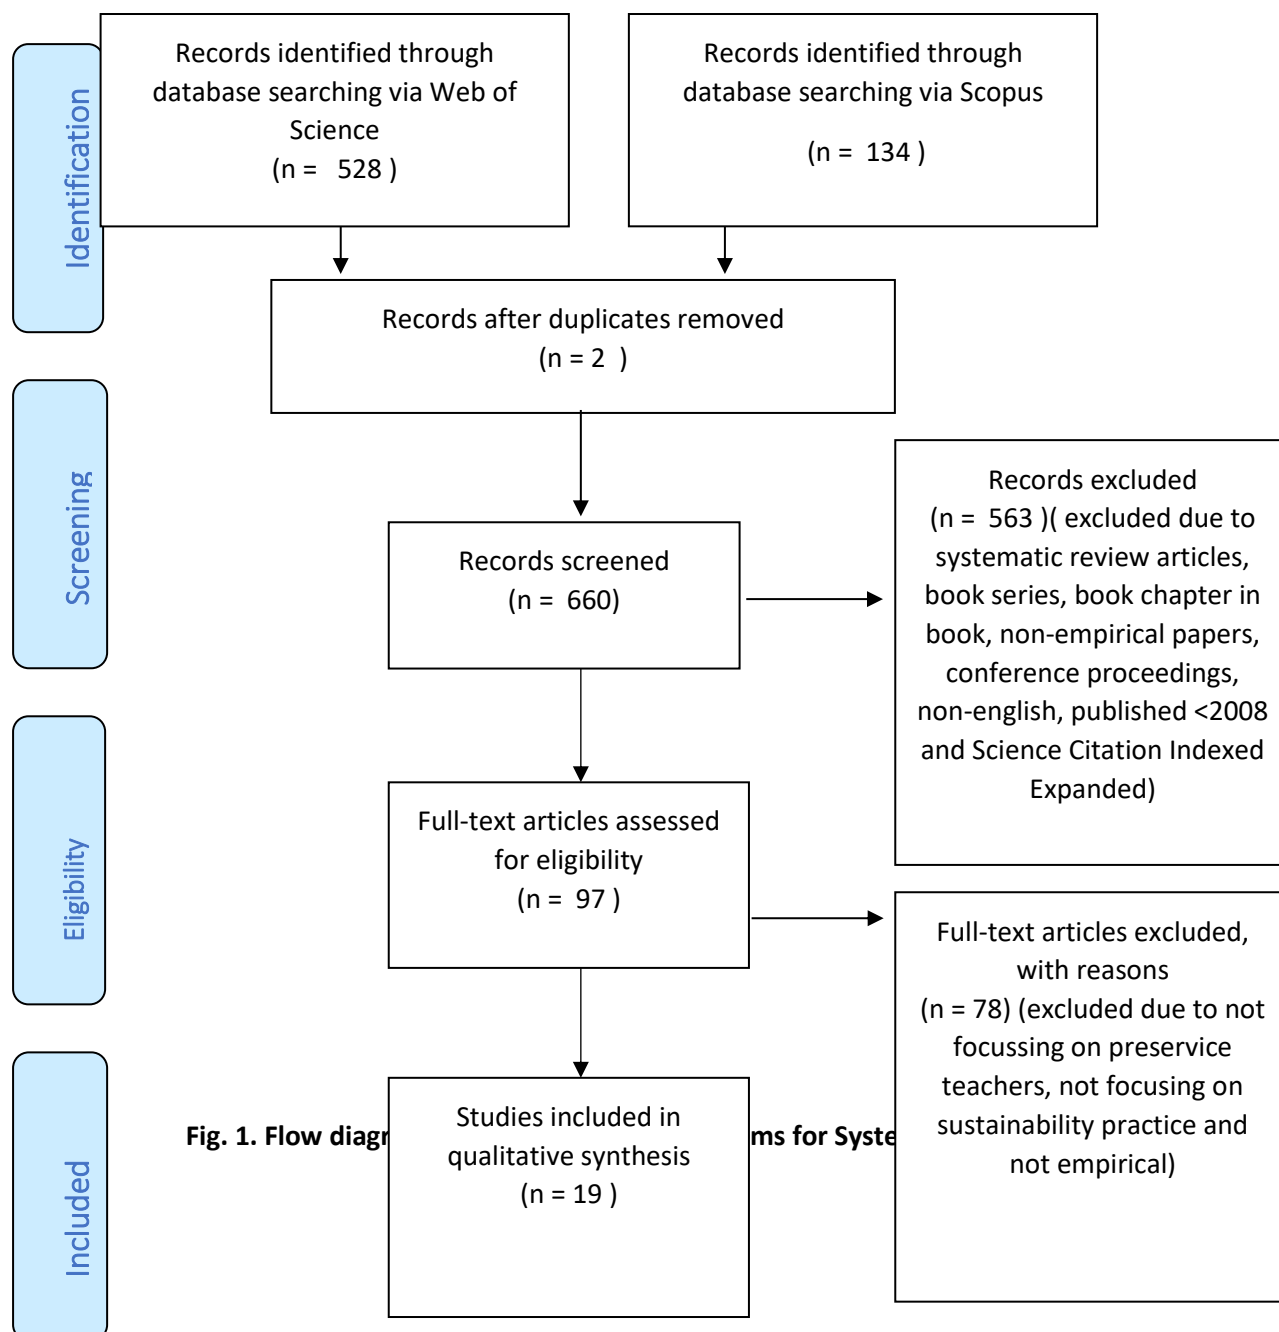 Identification
Records identified through
database searching via Web of
Science
(n =   528 )
Records identified through
database searching via Scopus
(n =  134 )
Records after duplicates removed
(n = 2  )
Screening
Records screened
(n =  660)
Records excluded
(n =  563 )( excluded due to
systematic review articles,
book series, book chapter in
book, non-empirical papers,
conference proceedings,
non-english, published <2008
and Science Citation Indexed
Expanded)
Eligibility
Full-text articles assessed
for eligibility
(n =  97 )
Full-text articles excluded,
with reasons
(n = 78) (excluded due to not
focussing on preservice
teachers, not focusing on
sustainability practice and
not empirical)
Included
Studies included in
qualitative synthesis
(n = 19 )
Fig. 1. Flow diagr ms for Syste